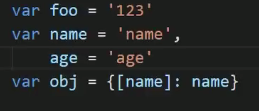 var foo = '123'
var name = 'name',
    age = 'age'
var obj = {[name]: name}